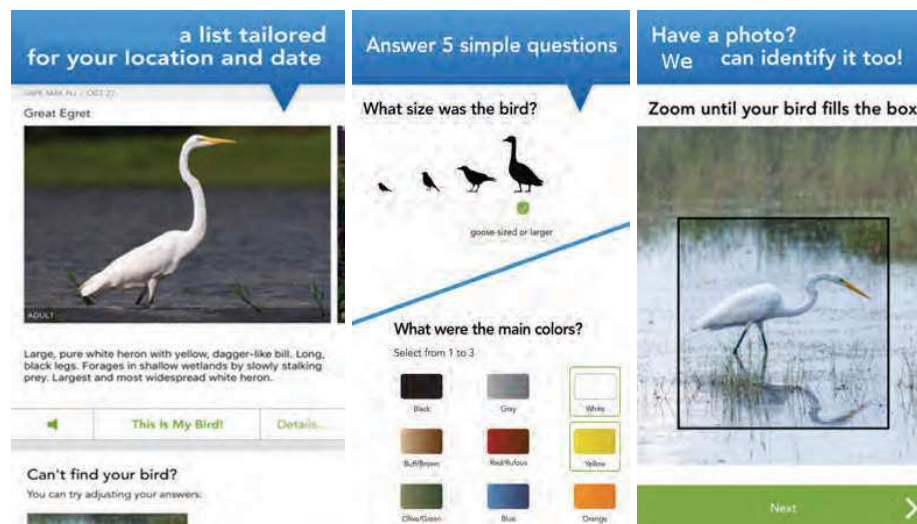 a list tailored
for your location and date
CAPE MAY, NJ / OCT 27
Great Egret
ADULT
Large, pure white heron with yellow, dagger-like bill. Long,
black legs. Forages in shallow wetlands by slowly stalking
prey. Largest and most widespread white heron.
This Is My Bird!
Details...
Can't find your bird?
You can try adjusting your answers:
Answer 5 simple questions
What size was the bird?
goose-sized or larger
What were the main colors?
Select from 1 to 3
Black
Gray
White
Buff/Brown
Red/Rufous
Yellow
Olive/Green
Blue
Orange
Have a photo?
We can identify it too!
Zoom until your bird fills the box
Next